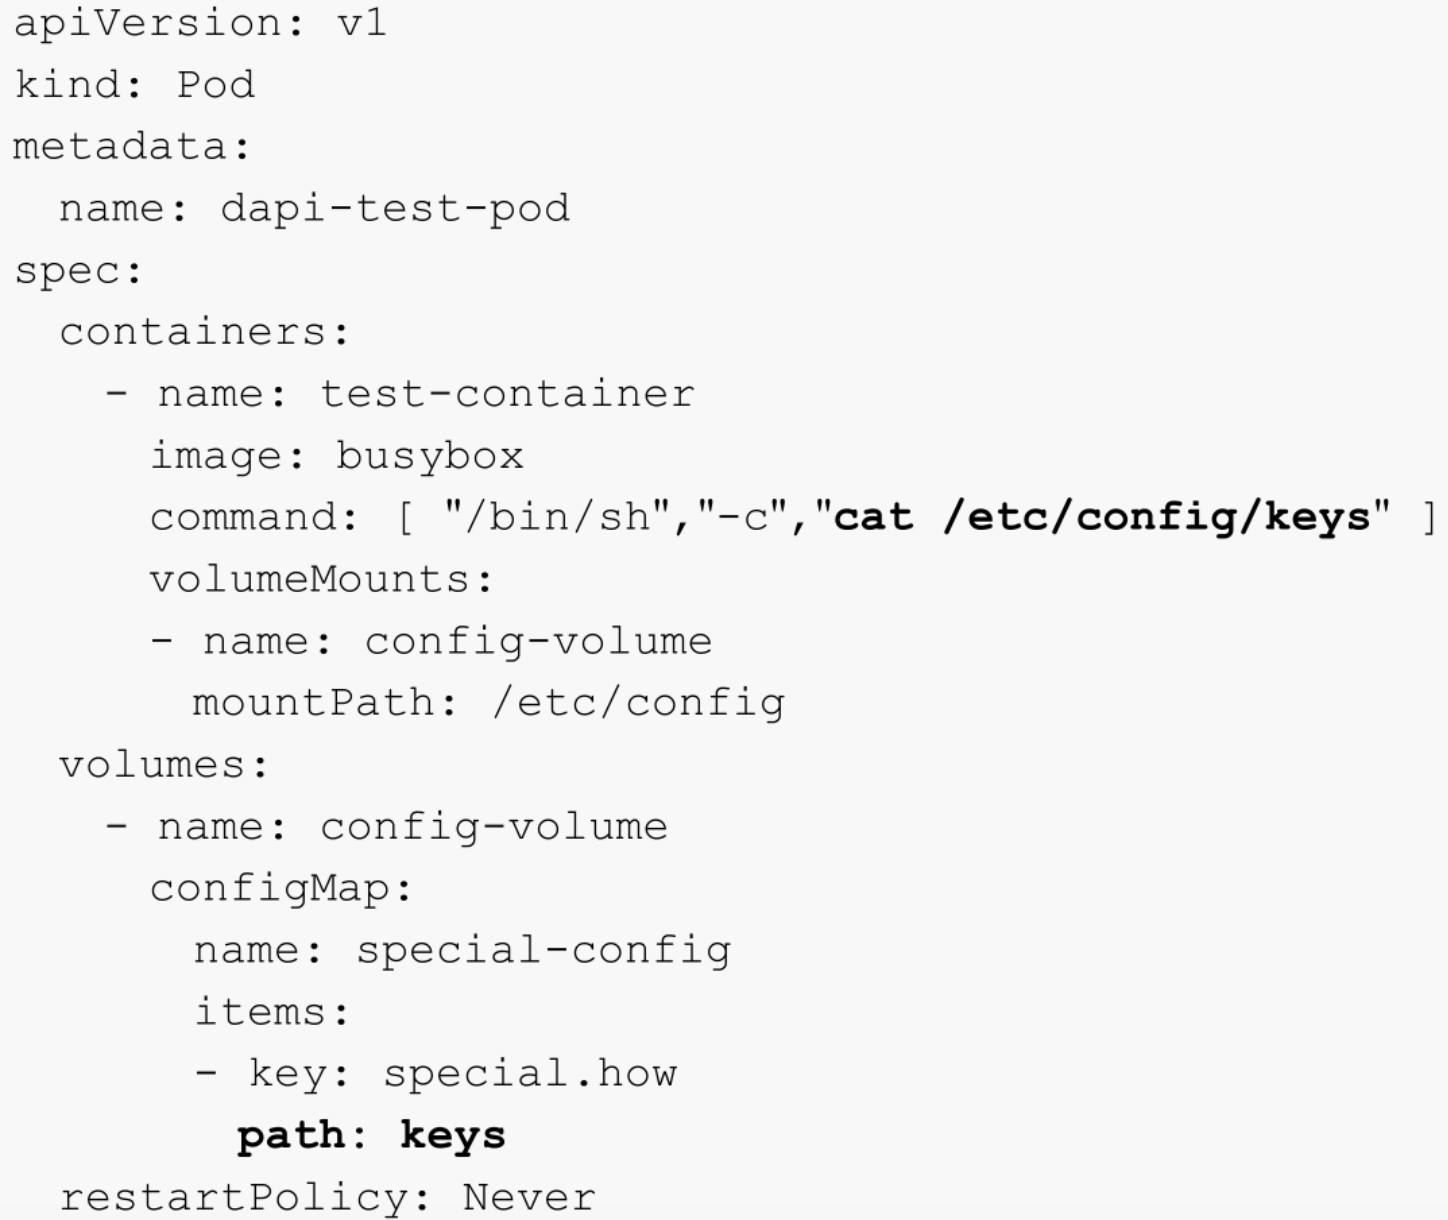 apiVersion: v1
kind: Pod
metadata:
  name: dapi-test-pod
spec:
  containers:
    - name: test-container
      image: busybox
      command: [ "/bin/sh","-c","cat /etc/config/keys" ]
      volumeMounts:
      - name: config-volume
        mountPath: /etc/config
  volumes:
    - name: config-volume
      configMap:
        name: special-config
        items:
        - key: special.how
          path: keys
  restartPolicy: Never